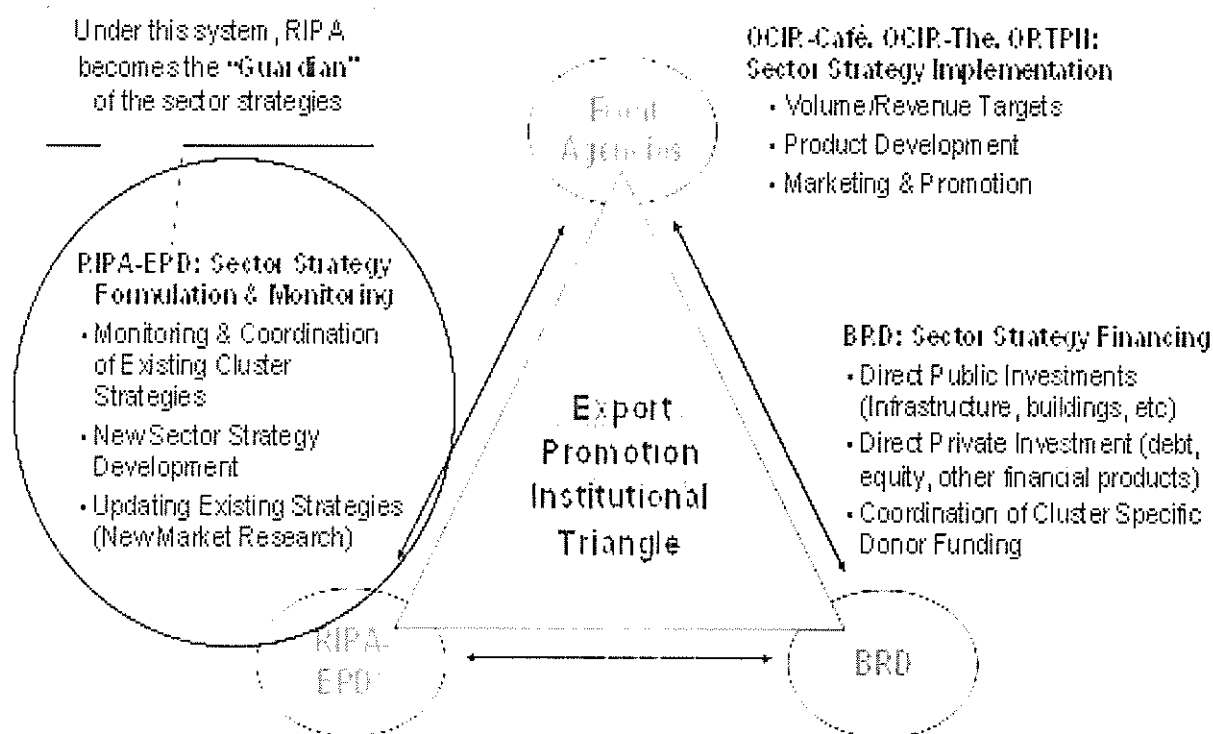 Under this system, RIPA
becomes the "Guardian"
of the sector strategies
OCIR-Cafè, OCIR-The, ORTPN:
Sector Strategy Implementation
• Volume/Revenue Targets
• Product Development
• Marketing & Promotion
Agencies
RIPA-EPD: Sector Strategy
Formulation & Monitoring
• Monitoring & Coordination
of Existing Cluster
Strategies
• New Sector Strategy
Development
• Updating Existing Strategies
(New Market Research)
Export
Promotion
Institutional
Triangle
BRD: Sector Strategy Financing
• Direct Public Investments
(Infrastructure, buildings, etc)
• Direct Private Investment (debt,
equity, other financial products)
• Coordination of Cluster Specific
Donor Funding
RIPA-
EPD
BRD